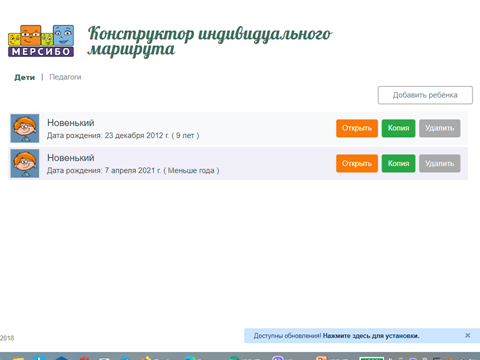 Конструктор индивидуального
маршрута
МЕРСИБО
Дети | Педагоги
Добавить ребёнка
Новенький
Дата рождения: 23 декабря 2012 г. ( 9 лет )
Открыть Копия Удалить
Новенький
Дата рождения: 7 апреля 2021 г. ( Меньше года )
Открыть Копия Удалить
2018
Доступны обновления! Нажмите здесь для установки.